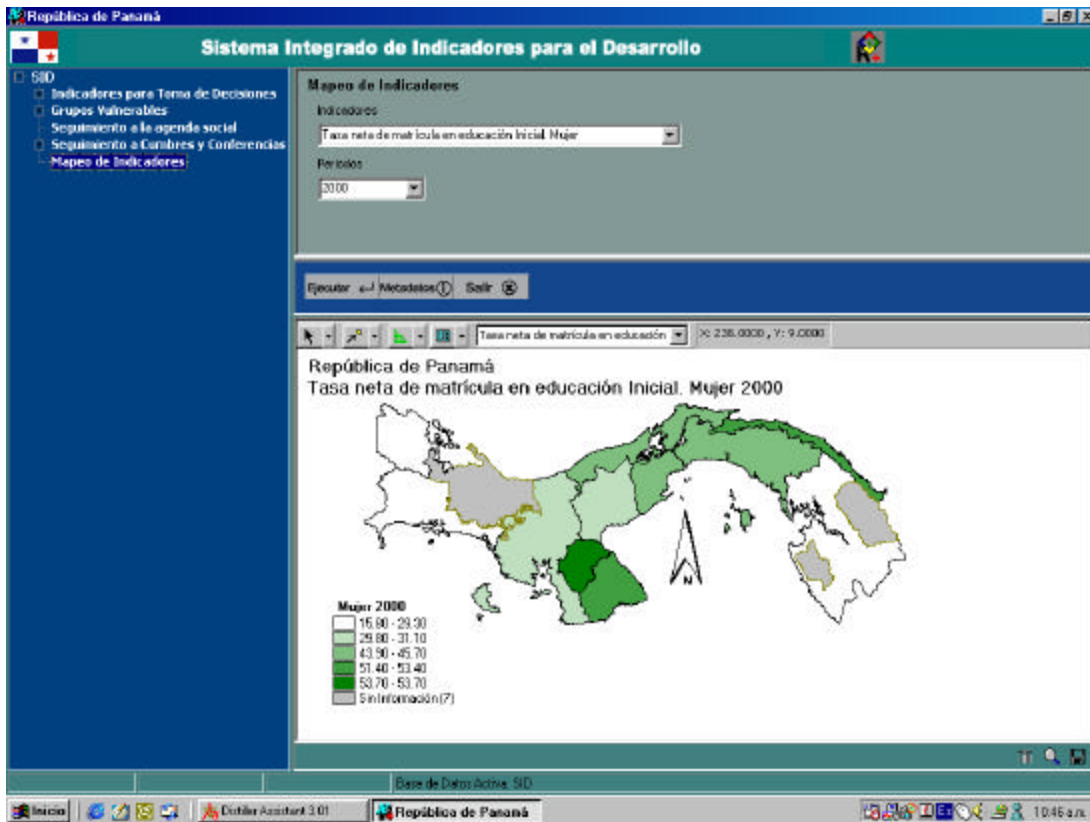 República de Panamá
Sistema Integrado de Indicadores para el Desarrollo
SID
Indicadores para Toma de Decisiones
Grupos Vulnerables
Seguimiento a la agenda social
Seguimiento a Cumbres y Conferencias
Mapeo de Indicadores
Mapeo de Indicadores
Indicadores
Tasa neta de matrícula en educación Inicial. Mujer
Períodos
2000
Ejecutar Metadatos Salir
Tasa neta de matrícula en educación X: 238.0000 , Y: 9.0000
República de Panamá
Tasa neta de matrícula en educación Inicial. Mujer 2000
N
Mujer 2000
15.80 - 29.30
29.80 - 31.10
43.90 - 45.70
51.40 - 53.40
53.70 - 53.70
Sin Información (7)
Base de Datos Activa: SID
Inicio Distiller Assistant 3.01 República de Panamá 10:46 a.m.